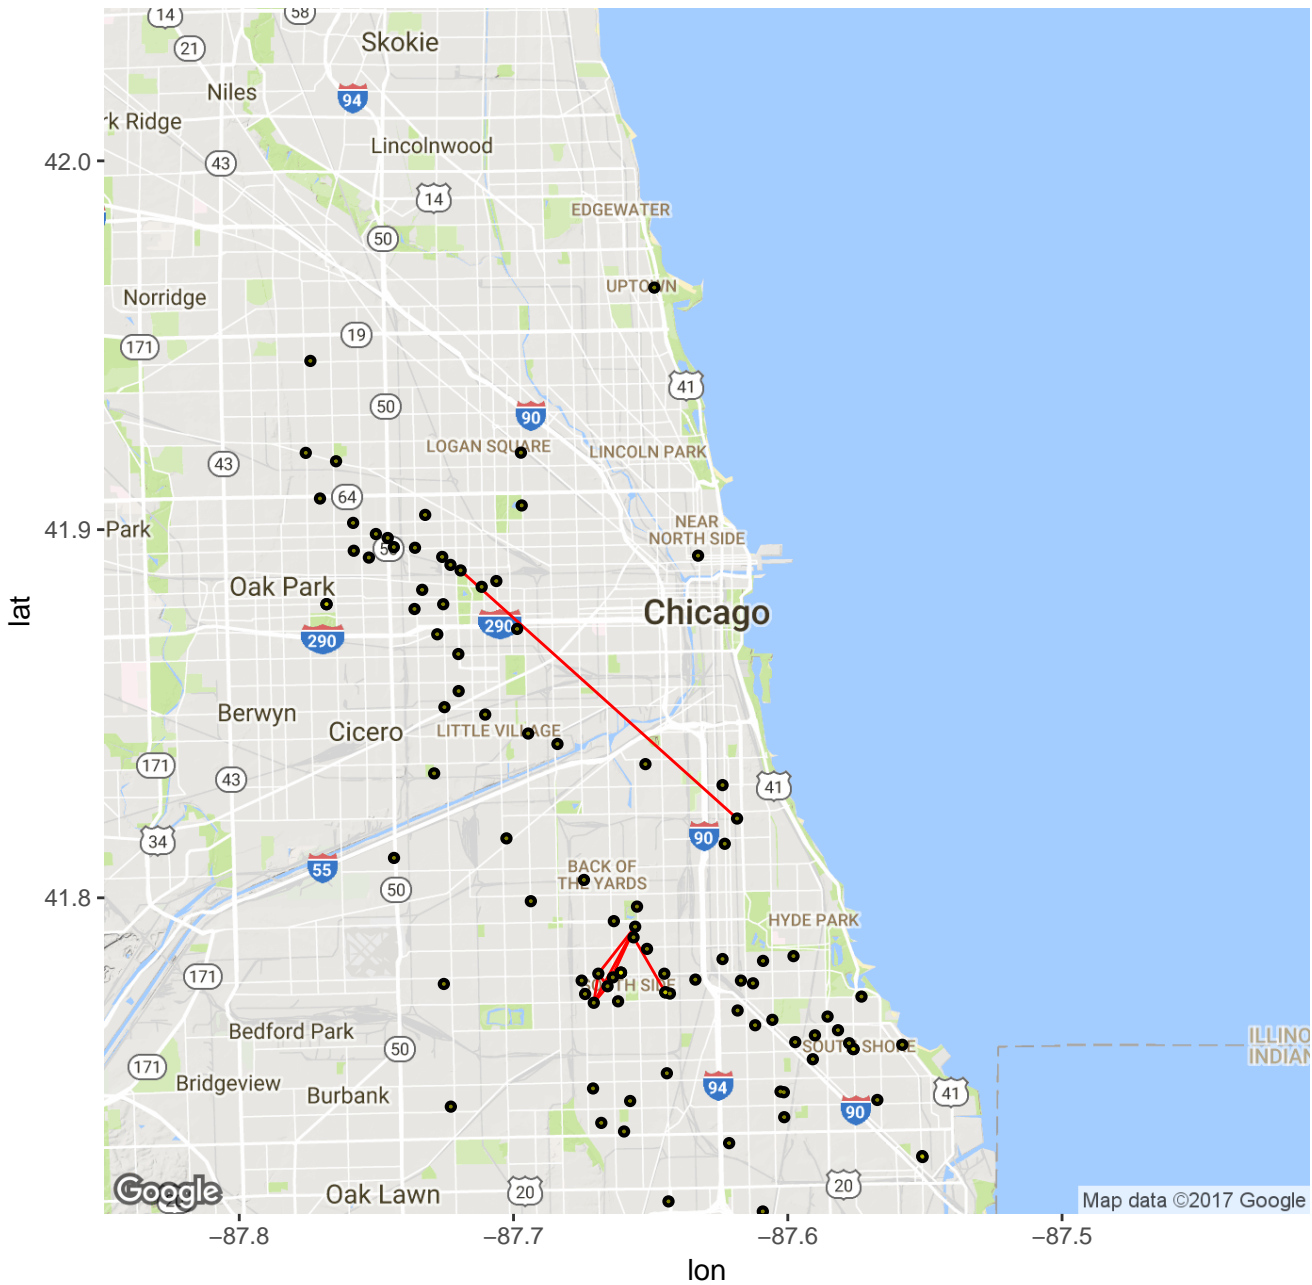 14
58
21
Skokie
Niles
94
rk Ridge
Lincolnwood
42.0
43
14
EDGEWATER
50
UPTOWN
Norridge
19
171
41
50
90
LOGAN SQUARE
LINCOLN PARK
43
64
NEAR
NORTH SIDE
41.9
Park
Oak Park
Chicago
290
290
lat
Berwyn
Cicero
LITTLE VILLAGE
171
43
41
34
90
55
BACK OF
THE YARDS
50
41.8
HYDE PARK
171
SOUTH SIDE
Bedford Park
SOUTH SHORE
ILLINO
INDIAN
50
171
Bridgeview
Burbank
94
90
41
Google
Oak Lawn
20
20
Map data ©2017 Google
−87.8
−87.7
−87.6
−87.5
lon